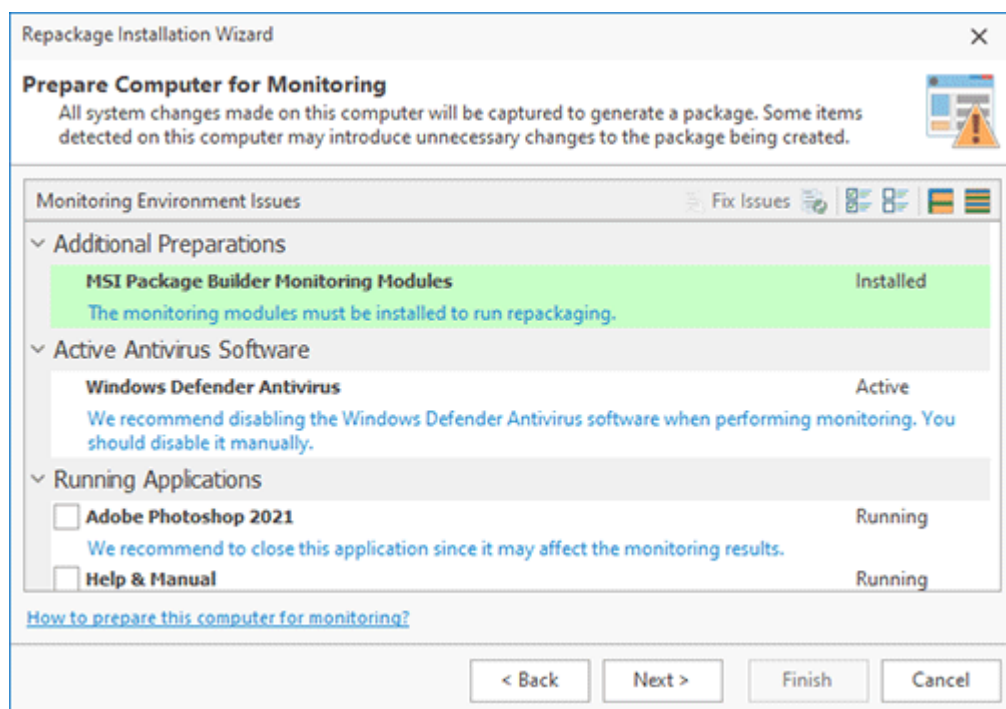 Repackage Installation Wizard
Prepare Computer for Monitoring
All system changes made on this computer will be captured to generate a package. Some items
detected on this computer may introduce unnecessary changes to the package being created.
Monitoring Environment Issues
Fix Issues
Additional Preparations
MSI Package Builder Monitoring Modules Installed
The monitoring modules must be installed to run repackaging.
Active Antivirus Software
Windows Defender Antivirus Active
We recommend disabling the Windows Defender Antivirus software when performing monitoring. You
should disable it manually.
Running Applications
Adobe Photoshop 2021 Running
We recommend to close this application since it may affect the monitoring results.
Help & Manual Running
How to prepare this computer for monitoring?
< Back Next > Finish Cancel